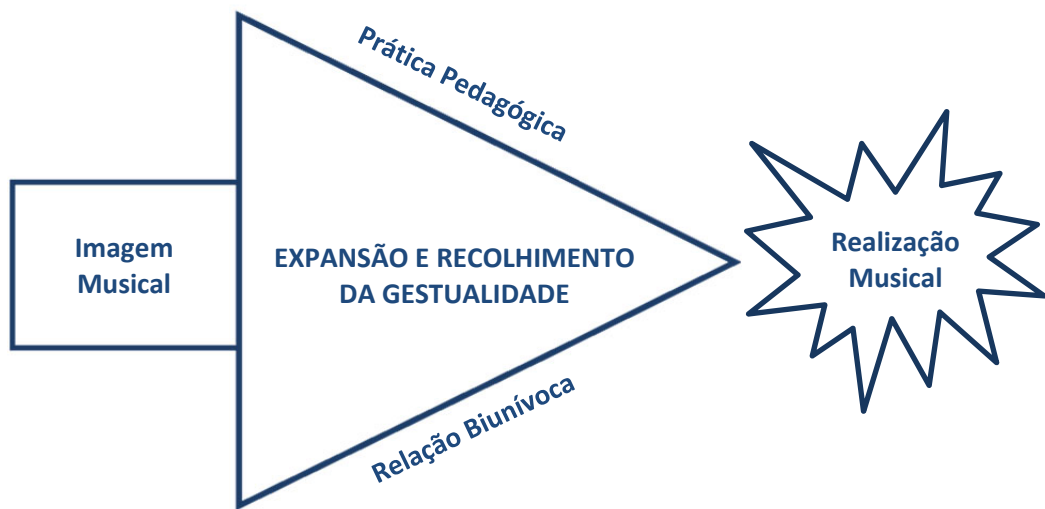 Prática Pedagógica
Imagem
Musical
EXPANSÃO E RECOLHIMENTO
DA GESTUALIDADE
Realização
Musical
Relação Biunívoca